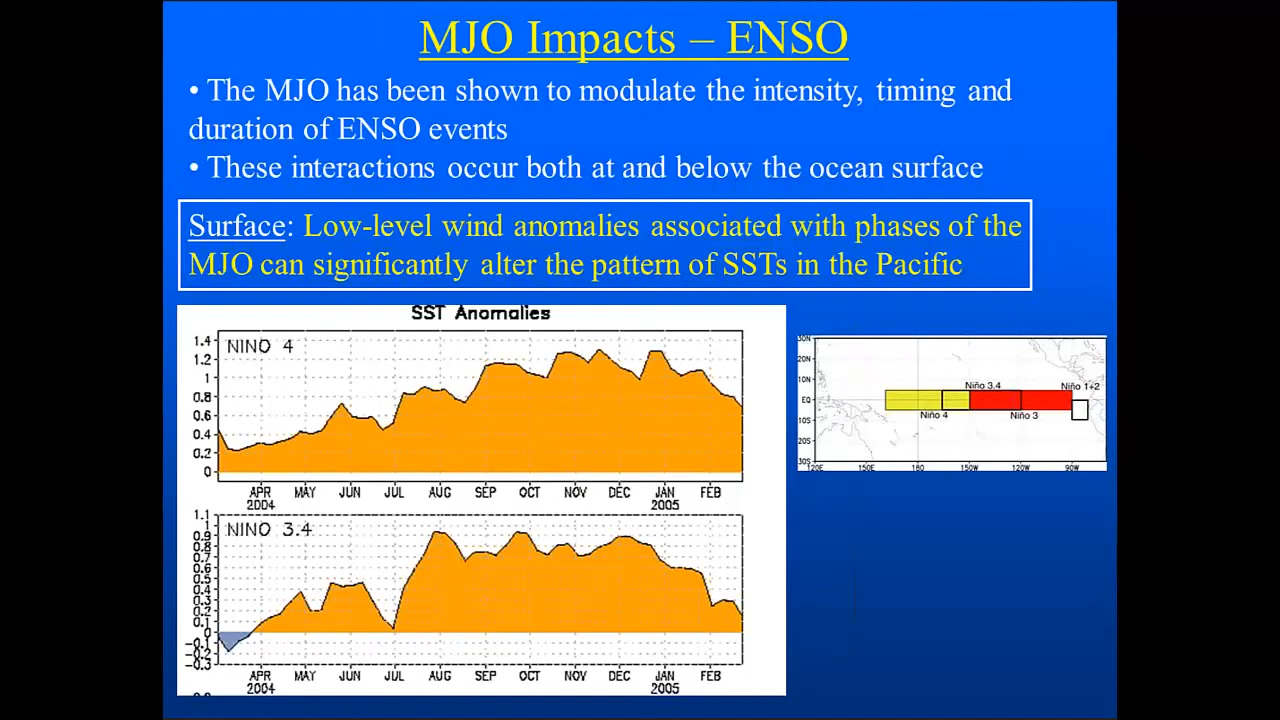 MJO Impacts – ENSO
• The MJO has been shown to modulate the intensity, timing and
duration of ENSO events
• These interactions occur both at and below the ocean surface
Surface: Low-level wind anomalies associated with phases of the
MJO can significantly alter the pattern of SSTs in the Pacific
SST Anomalies
NINO 4
1.4
1.2
1
0.8
0.6
0.4
0.2
0
APR MAY JUN JUL AUG SEP OCT NOV DEC JAN FEB
2004 2005
NINO 3.4
1.1
1
0.9
0.8
0.7
0.6
0.5
0.4
0.3
0.2
0.1
0
-0.1
-0.2
-0.3
APR MAY JUN JUL AUG SEP OCT NOV DEC JAN FEB
2004 2005
30N
20N
10N
EQ
10S
20S
30S
Niño 3.4
Niño 1+2
Niño 4
Niño 3
120E 150E 180 150W 120W 90W